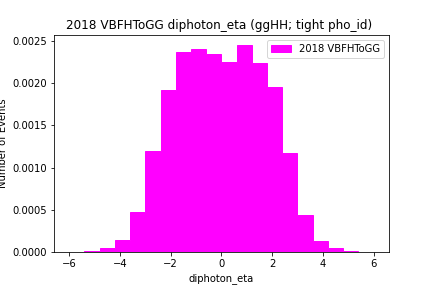 2018 VBFHToGG diphoton_eta (ggHH; tight pho_id)
2018 VBFHToGG
Number of Events
0.0025
0.0020
0.0015
0.0010
0.0005
0.0000
−6 −4 −2 0 2 4 6
diphoton_eta